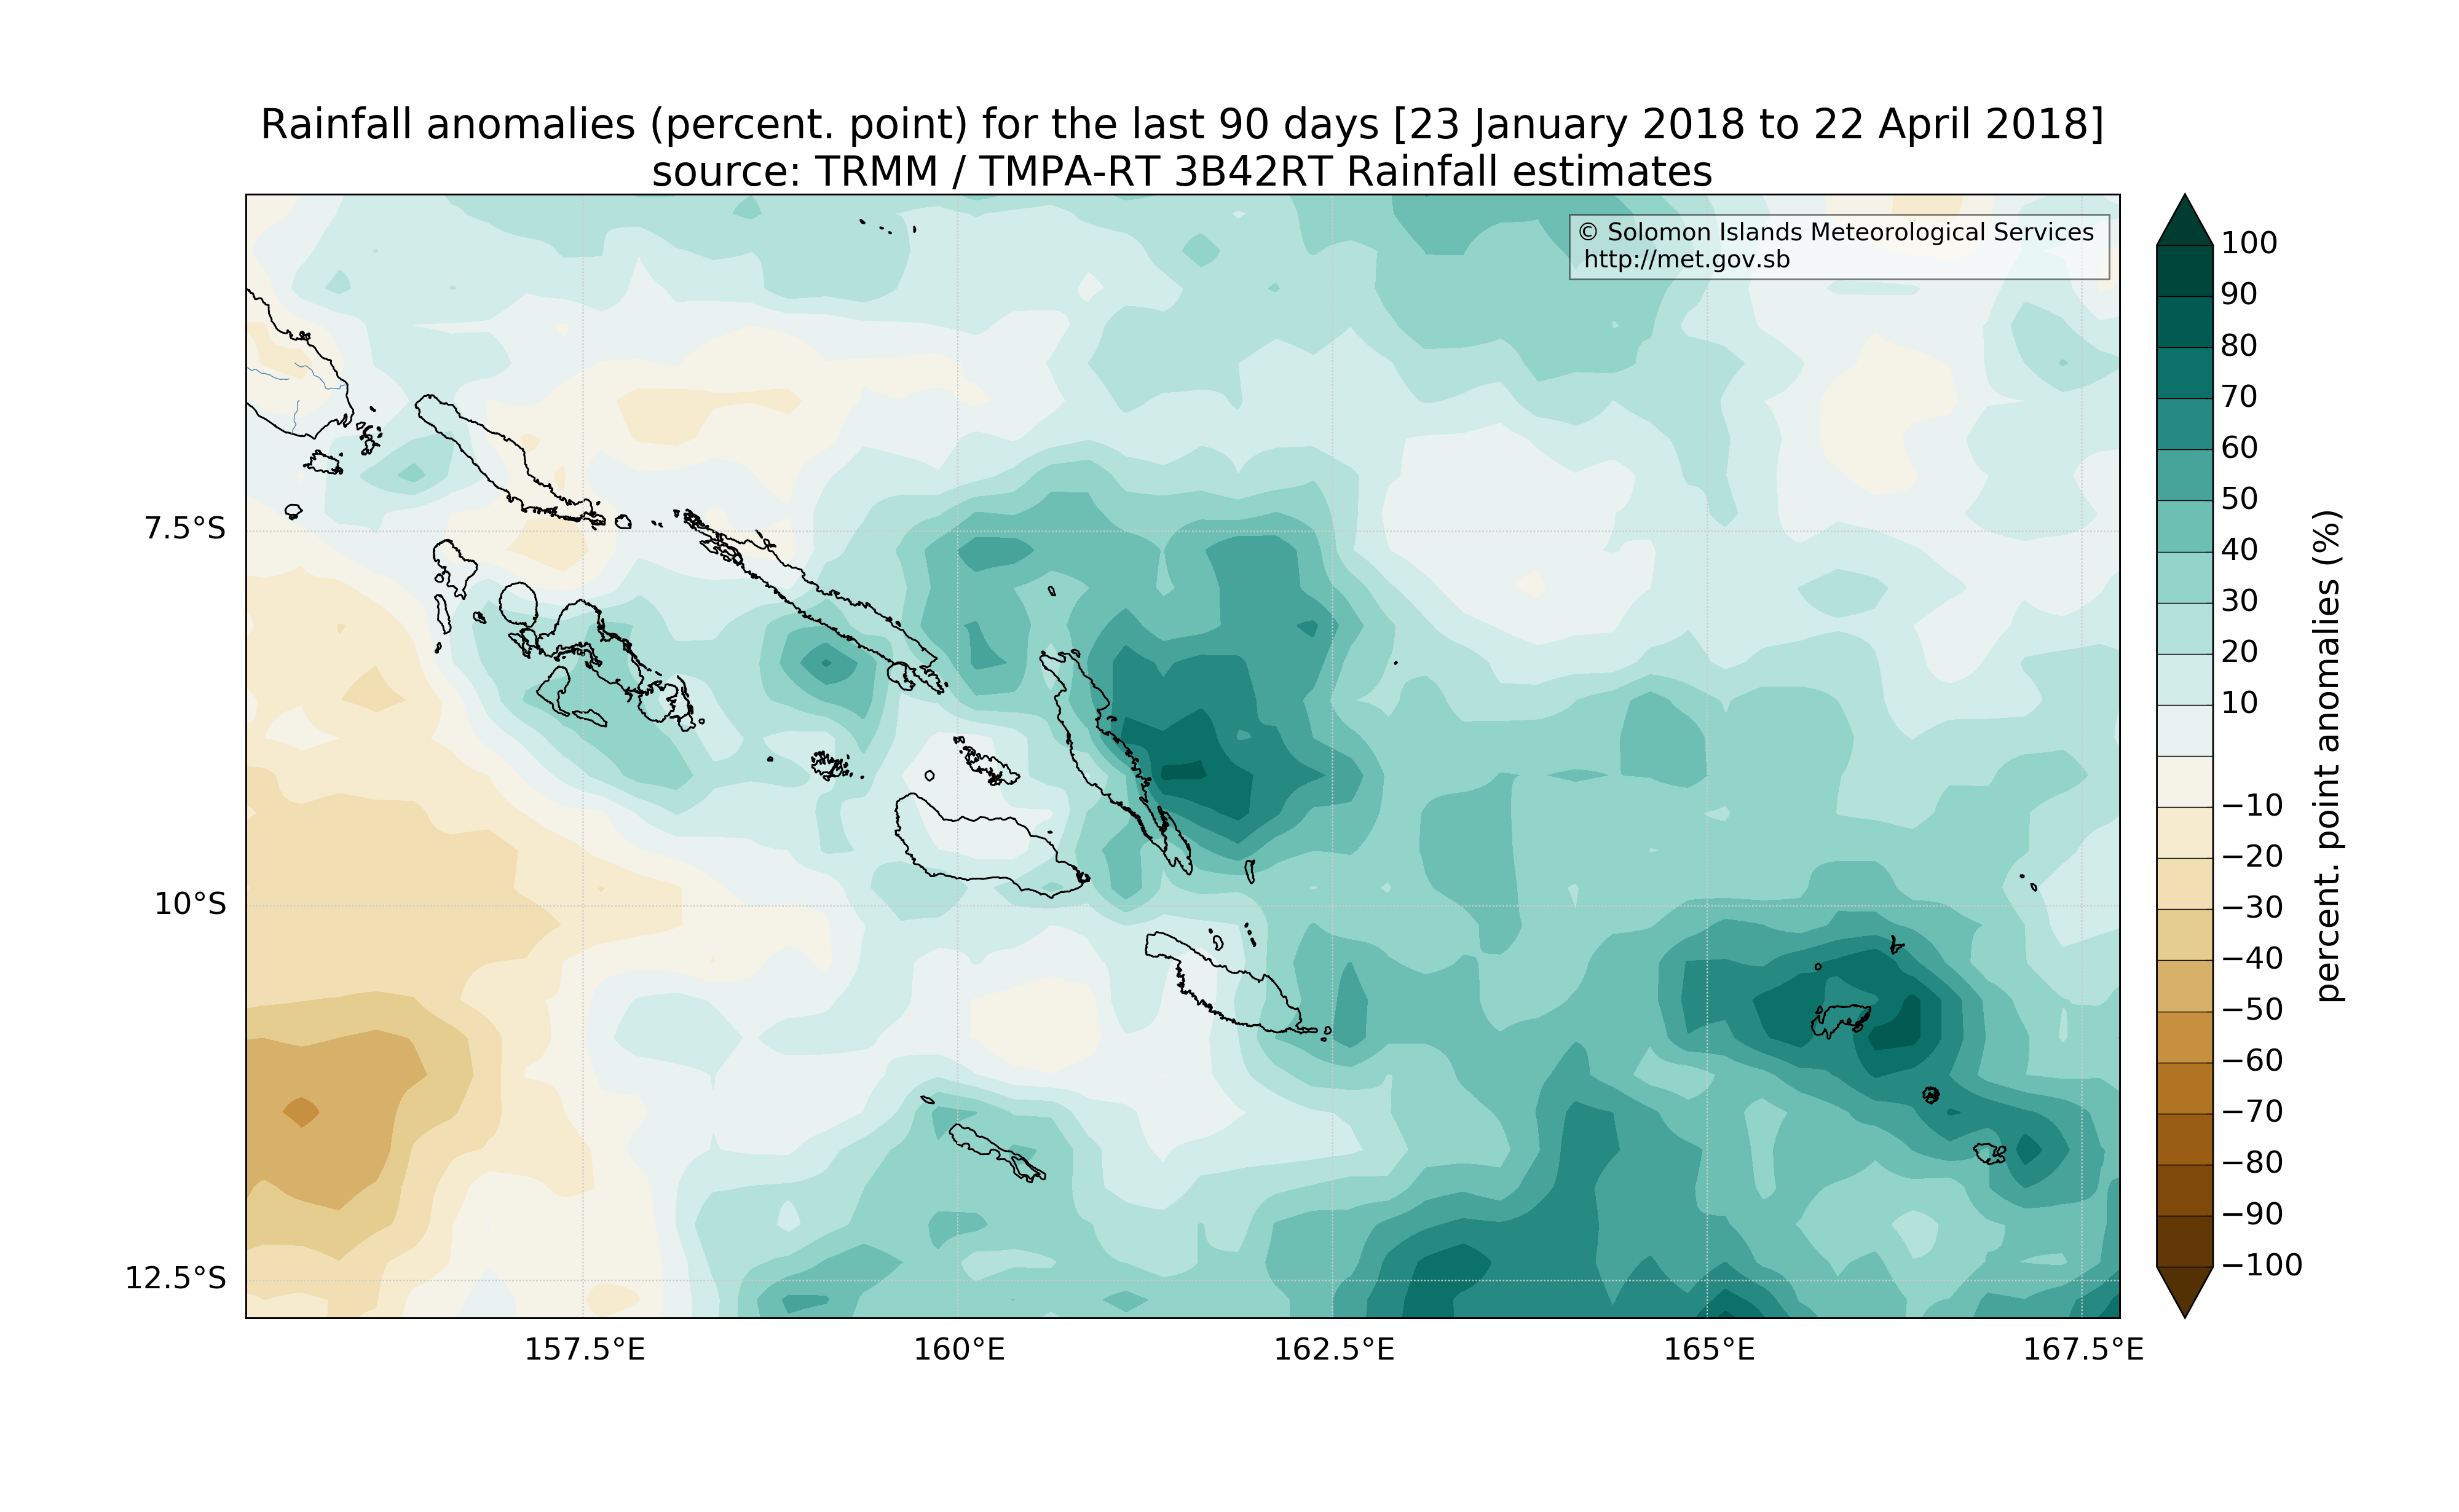 Rainfall anomalies (percent. point) for the last 90 days [23 January 2018 to 22 April 2018]
source: TRMM / TMPA-RT 3B42RT Rainfall estimates
© Solomon Islands Meteorological Services
http://met.gov.sb
7.5°S
10°S
12.5°S
157.5°E
160°E
162.5°E
165°E
167.5°E
100
90
80
70
60
50
40
30
20
10
−10
−20
−30
−40
−50
−60
−70
−80
−90
−100
percent. point anomalies (%)